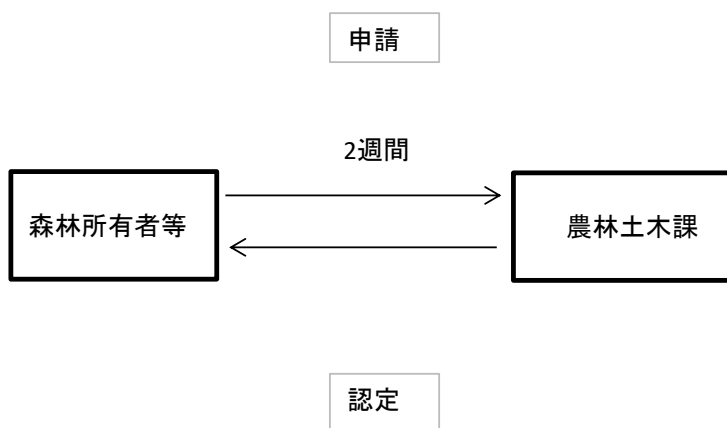 申請
2週間
森林所有者等
農林土木課
認定